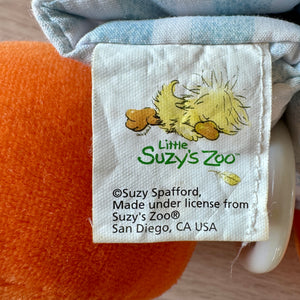 Little
Suzy's Zoo
©Suzy Spafford,
Made under license from
Suzy's Zoo®
San Diego, CA USA